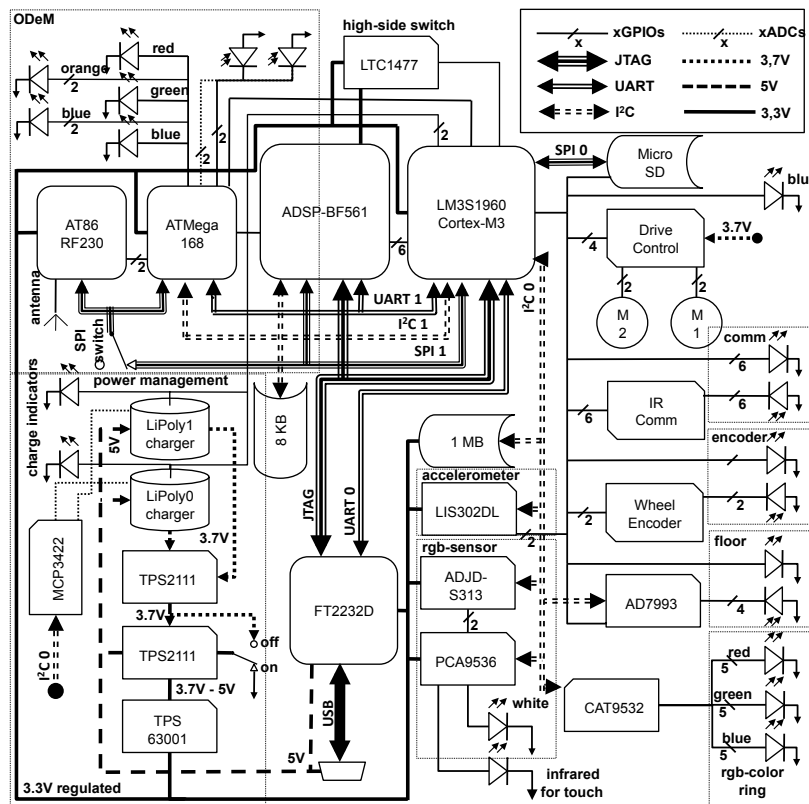 ODeM
high-side switch
LTC1477
xGPIOs
x
xADCs
x
JTAG
3,7V
UART
5V
I²C
3,3V
red
orange
2
green
blue
2
blue
2
2
2
AT86
RF230
2
ATMega
168
ADSP-BF561
6
LM3S1960
Cortex-M3
SPI 0
Micro
SD
blu
4
Drive
Control
3.7V
2
2
M
2
M
1
antenna
SPI
switch
UART 1
I²C 1
SPI 1
I²C 0
comm
6
6
6
IR
Comm
charge indicators
power management
LiPoly1
charger
5V
LiPoly0
charger
3.7V
8 KB
JTAG
UART 0
1 MB
accelerometer
LIS302DL
2
encoder
2
Wheel
Encoder
2
MCP3422
I²C 0
TPS2111
3.7V
off
on
TPS2111
3.7V - 5V
TPS
63001
3.3V regulated
FT2232D
USB
5V
rgb-sensor
ADJD-
S313
2
PCA9536
white
infrared
for touch
floor
AD7993
4
CAT9532
red
5
green
5
blue
5
rgb-color
ring